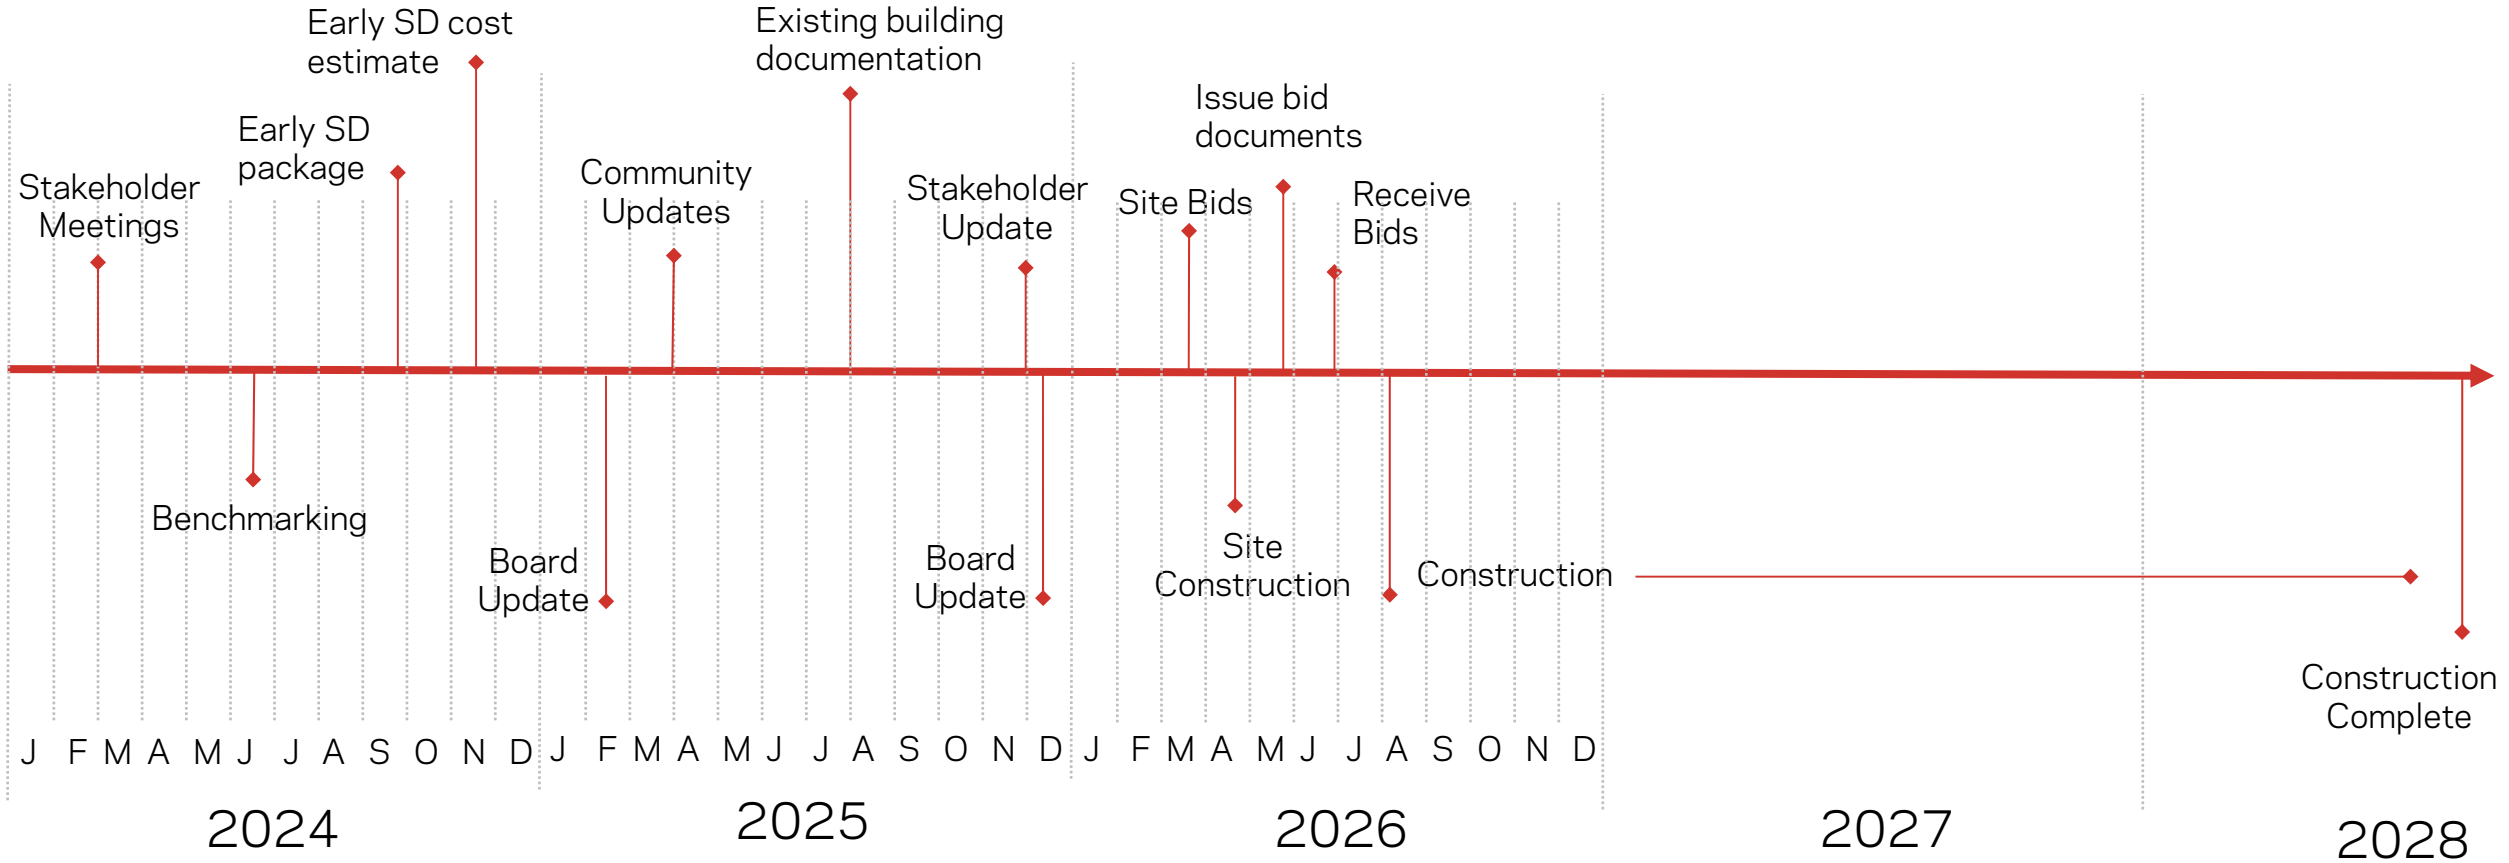 Early SD cost
estimate
Existing building
documentation
Issue bid
documents
Early SD
package
Stakeholder
Meetings
Community
Updates
Stakeholder
Update
Site Bids
Receive
Bids
Benchmarking
Board
Update
Board
Update
Site
Construction
Construction
Construction
Complete
J F M A M J J A S O N D J F M A M J J A S O N D J F M A M J J A S O N D
2024 2025 2026 2027 2028